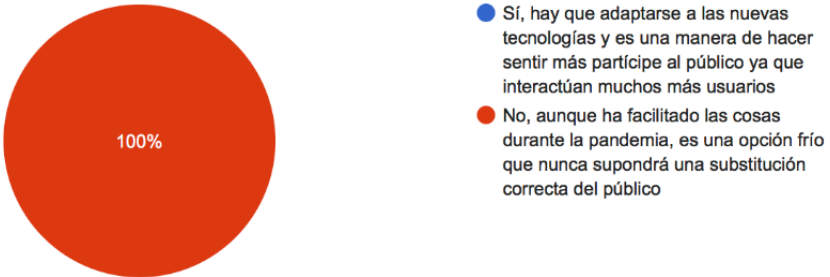 100%
Sí, hay que adaptarse a las nuevas
tecnologías y es una manera de hacer
sentir más partícipe al público ya que
interactúan muchos más usuarios
No, aunque ha facilitado las cosas
durante la pandemia, es una opción frío
que nunca supondrá una substitución
correcta del público